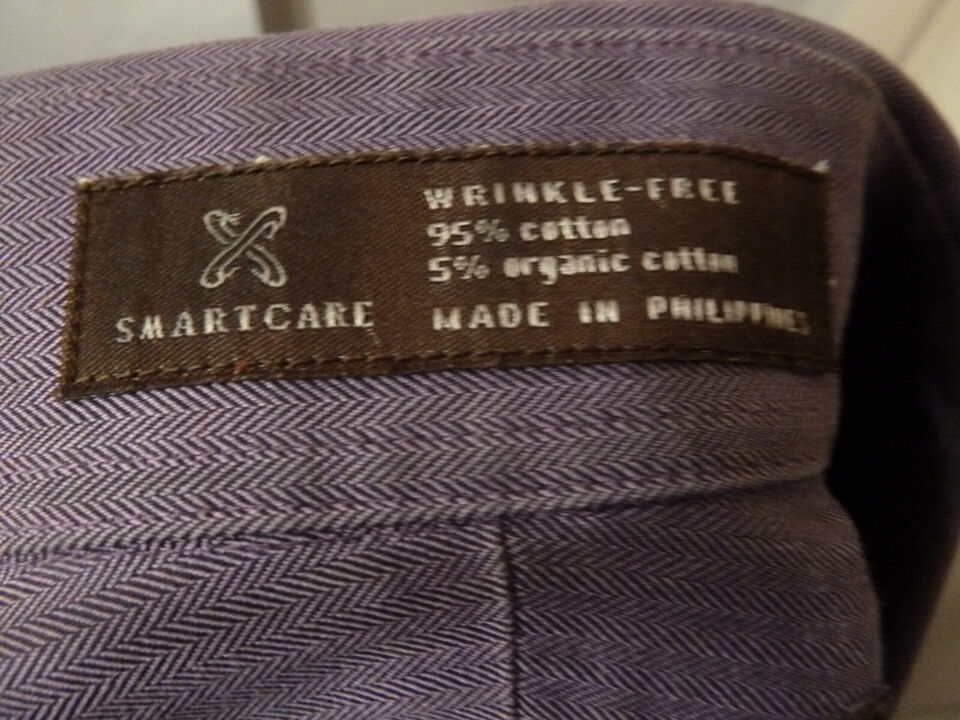 SMARTCARE
WRINKLE-FREE
95% cotton
5% organic cotton
MADE IN PHILIPPINES